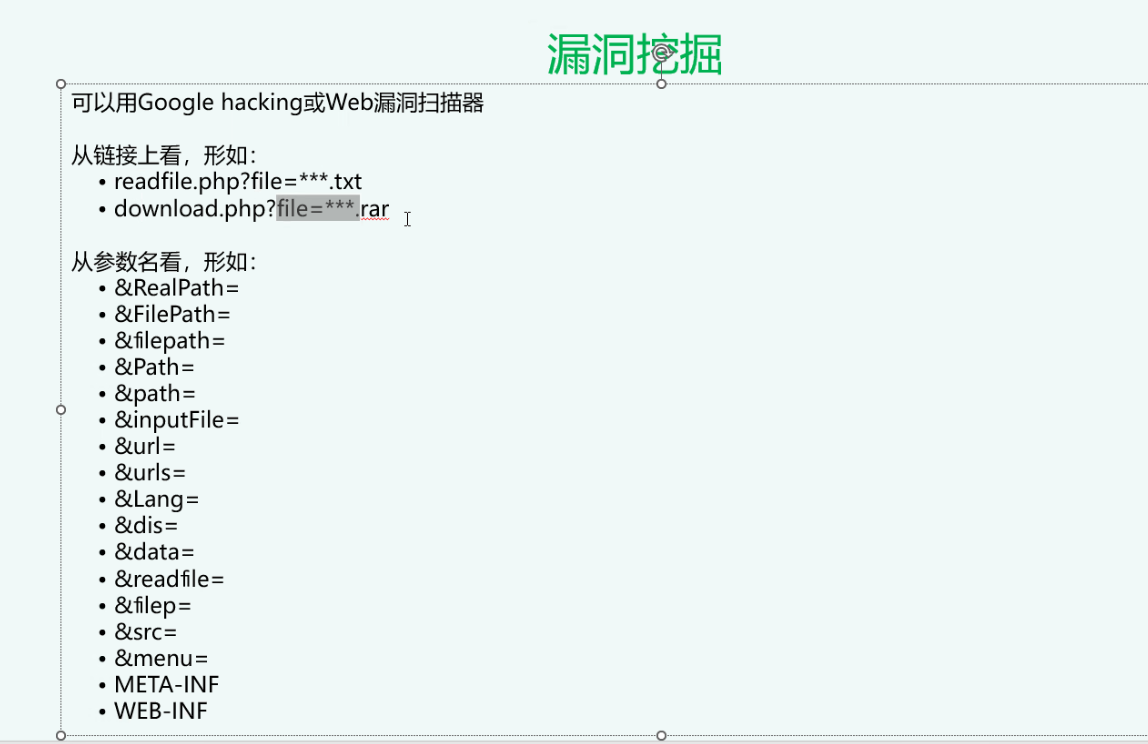 漏洞挖掘
可以用Google hacking或Web漏洞扫描器
从链接上看，形如：
• readfile.php?file=***.txt
• download.php?file=***.rar
从参数名看，形如：
• &RealPath=
• &FilePath=
• &filepath=
• &Path=
• &path=
• &inputFile=
• &url=
• &urls=
• &Lang=
• &dis=
• &data=
• &readfile=
• &filep=
• &src=
• &menu=
• META-INF
• WEB-INF